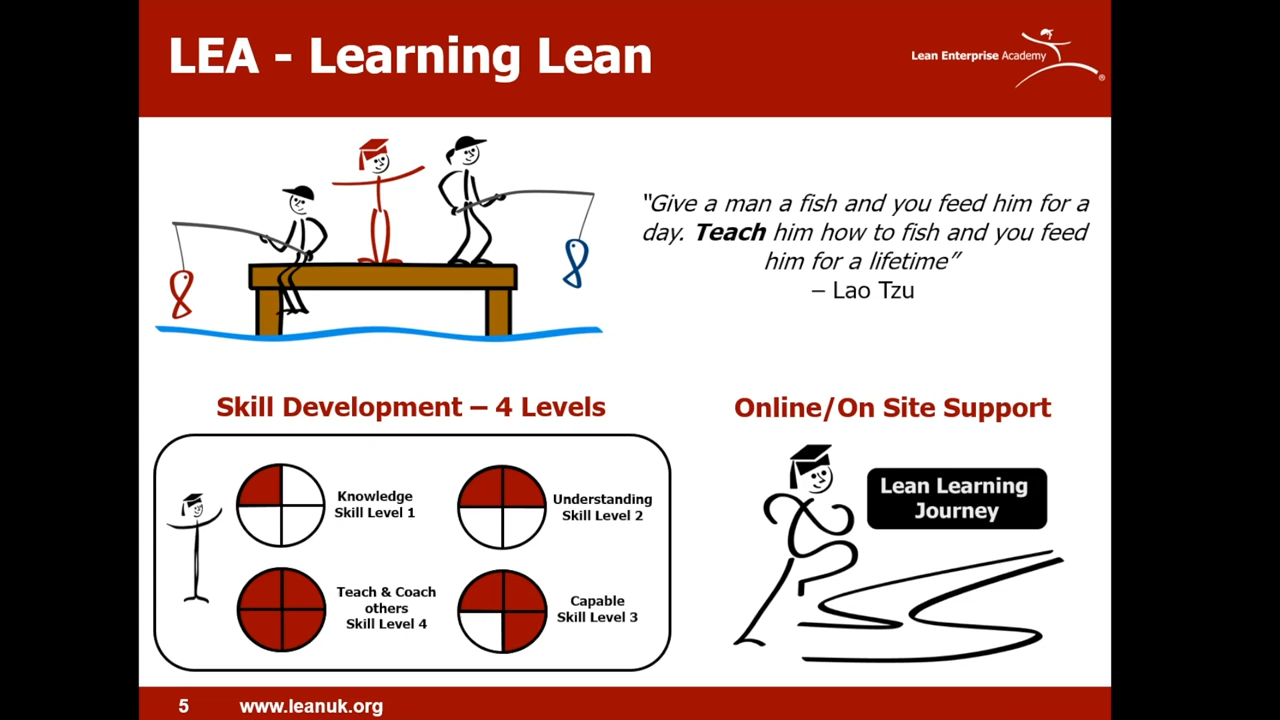 LEA - Learning Lean
Lean Enterprise Academy
®
"Give a man a fish and you feed him for a
day. Teach him how to fish and you feed
him for a lifetime”
– Lao Tzu
Skill Development – 4 Levels
Knowledge
Skill Level 1
Understanding
Skill Level 2
Teach & Coach
others
Skill Level 4
Capable
Skill Level 3
Online/On Site Support
Lean Learning
Journey
5
www.leanuk.org